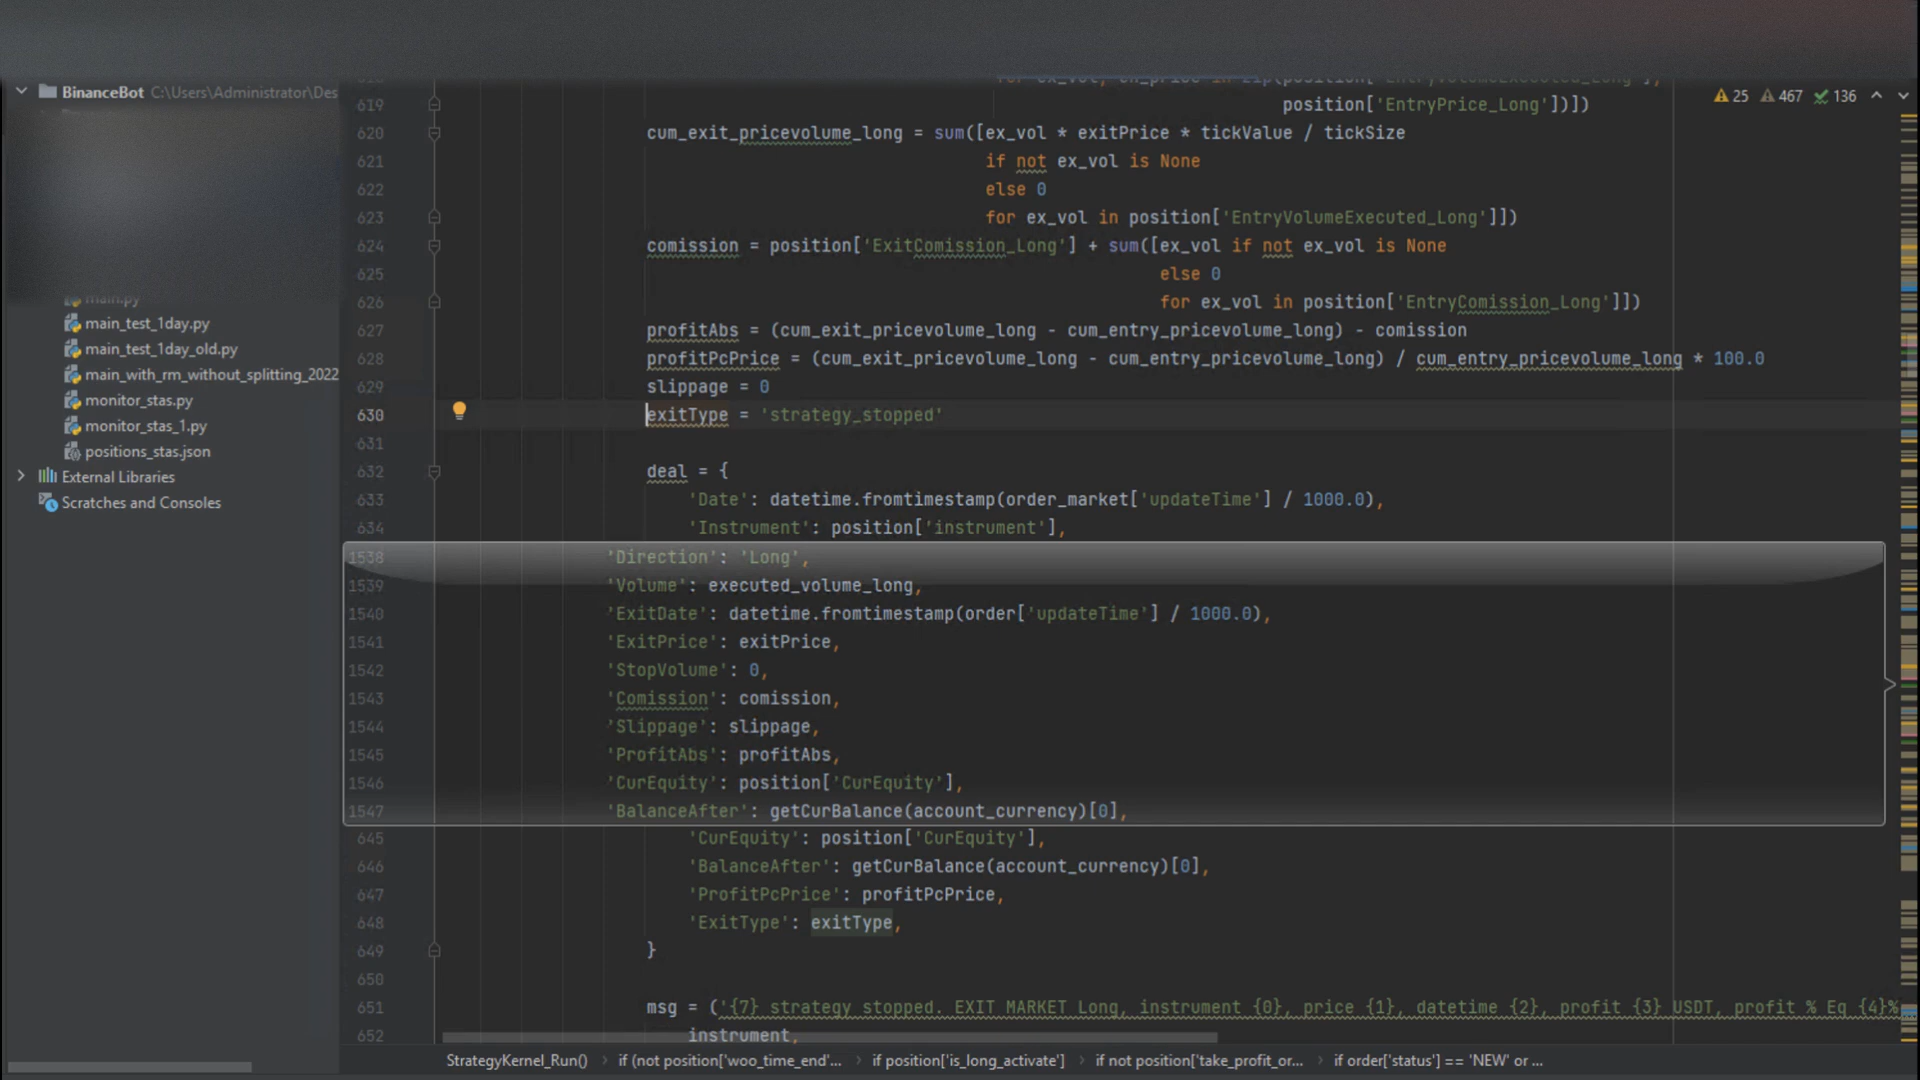 BinanceBot C:\Users\Administrator\Des
main.py
main_test_1day.py
main_test_1day_old.py
main_with_rm_without_splitting_2022
monitor_stas.py
monitor_stas_1.py
positions_stas.json
External Libraries
Scratches and Consoles
25 467 136
619 position['EntryPrice_Long'])])
620 cum_exit_pricevolume_long = sum([ex_vol * exitPrice * tickValue / tickSize
621 if not ex_vol is None
622 else 0
623 for ex_vol in position['EntryVolumeExecuted_Long']])
624 comission = position['ExitComission_Long'] + sum([ex_vol if not ex_vol is None
625 else 0
626 for ex_vol in position['EntryComission_Long']])
627 profitAbs = (cum_exit_pricevolume_long - cum_entry_pricevolume_long) - comission
628 profitPcPrice = (cum_exit_pricevolume_long - cum_entry_pricevolume_long) / cum_entry_pricevolume_long * 100.0
629 slippage = 0
630 exitType = 'strategy_stopped'
631
632 deal = {
633 'Date': datetime.fromtimestamp(order_market['updateTime'] / 1000.0),
634 'Instrument': position['instrument'],
1538 'Direction': 'Long',
1539 'Volume': executed_volume_long,
1540 'ExitDate': datetime.fromtimestamp(order['updateTime'] / 1000.0),
1541 'ExitPrice': exitPrice,
1542 'StopVolume': 0,
1543 'Comission': comission,
1544 'Slippage': slippage,
1545 'ProfitAbs': profitAbs,
1546 'CurEquity': position['CurEquity'],
1547 'BalanceAfter': getCurBalance(account_currency)[0],
645 'CurEquity': position['CurEquity'],
646 'BalanceAfter': getCurBalance(account_currency)[0],
647 'ProfitPcPrice': profitPcPrice,
648 'ExitType': exitType,
649 }
650
651 msg = ('{7} strategy stopped. EXIT MARKET Long, instrument {0}, price {1}, datetime {2}, profit {3} USDT, profit % Eq {4}%
652 instrument,
StrategyKernel_Run() › if (not position['woo_time_end'... › if position['is_long_activate'] › if not position['take_profit_or... › if order['status'] == 'NEW' or ...